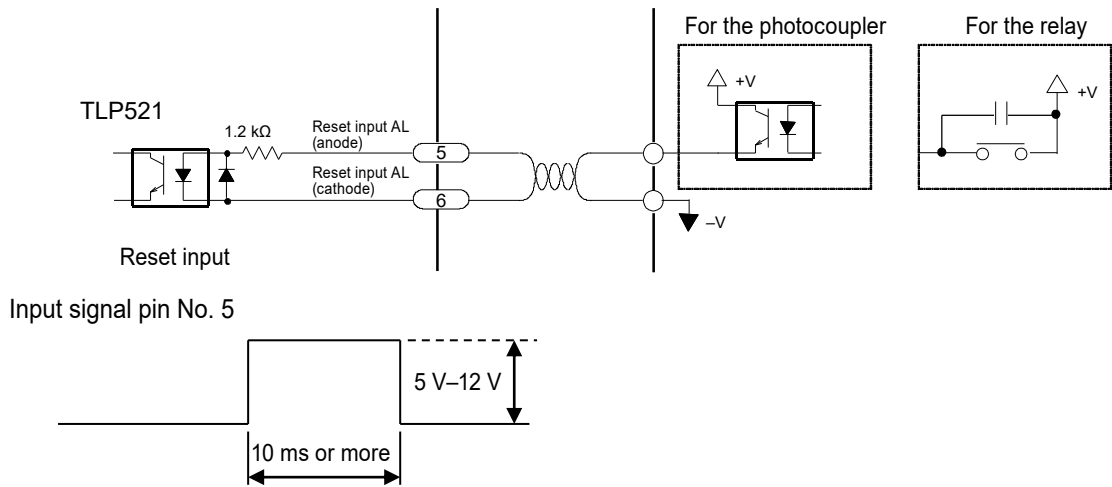 For the photocoupler
For the relay
+V
+V
TLP521
1.2 kΩ
Reset input AL
(anode)
5
Reset input AL
(cathode)
6
–V
Reset input
Input signal pin No. 5
5 V–12 V
10 ms or more